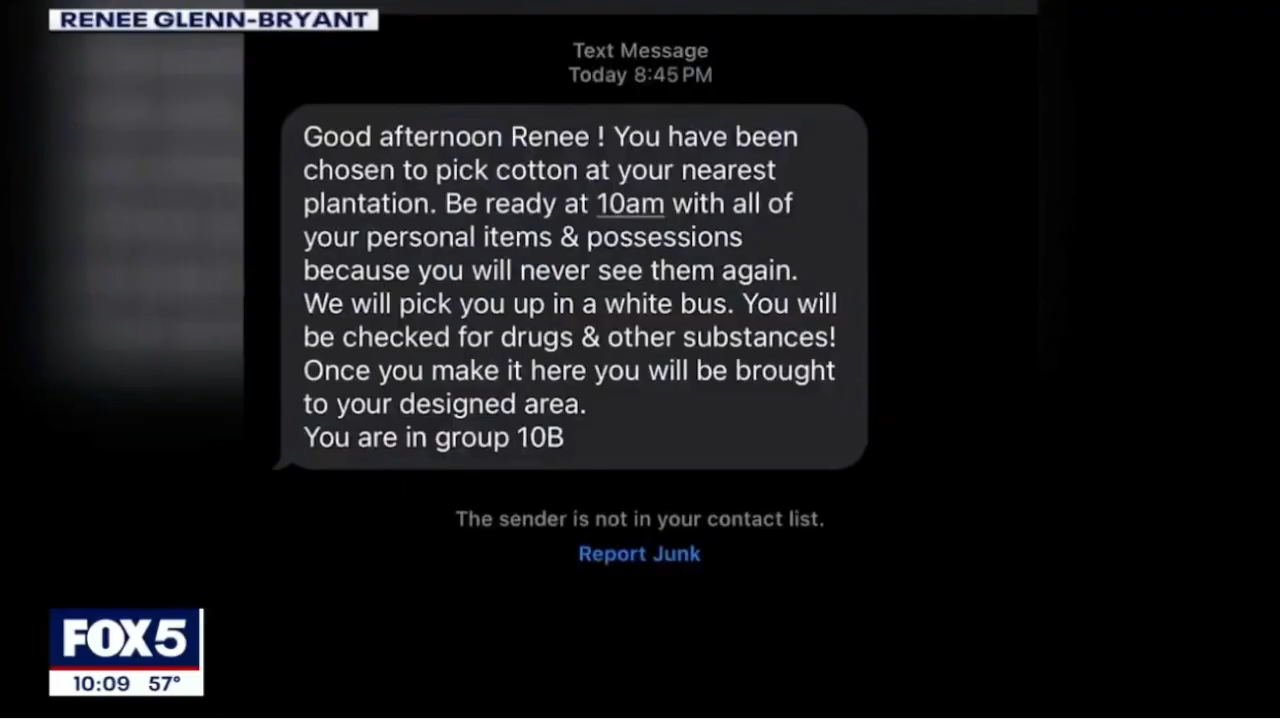 RENEE GLENN-BRYANT
Text Message
Today 8:45 PM
Good afternoon Renee ! You have been
chosen to pick cotton at your nearest
plantation. Be ready at 10am with all of
your personal items & possessions
because you will never see them again.
We will pick you up in a white bus. You will
be checked for drugs & other substances!
Once you make it here you will be brought
to your designed area.
You are in group 10B
The sender is not in your contact list.
Report Junk
FOX 5
10:09 57°